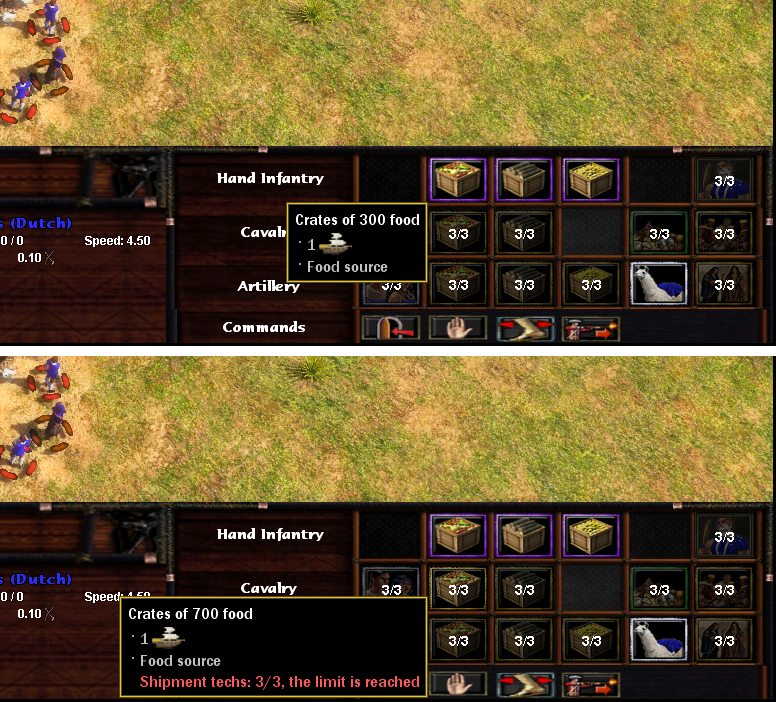 Hand Infantry
3/3
s (Dutch)
0 / 0
Speed: 4.50
0.10
Crates of 300 food
· 1
· Food source
Caval
3/3 3/3 3/3 3/3
Artillery
3/3 3/3 3/3 3/3 3/3
Commands
Hand Infantry
3/3
s (Dutch)
0 / 0
Speed: 4.50
0.10
Cavalry
3/3 3/3 3/3 3/3
Crates of 700 food
· 1
· Food source
Shipment techs: 3/3, the limit is reached
3/3 3/3 3/3 3/3